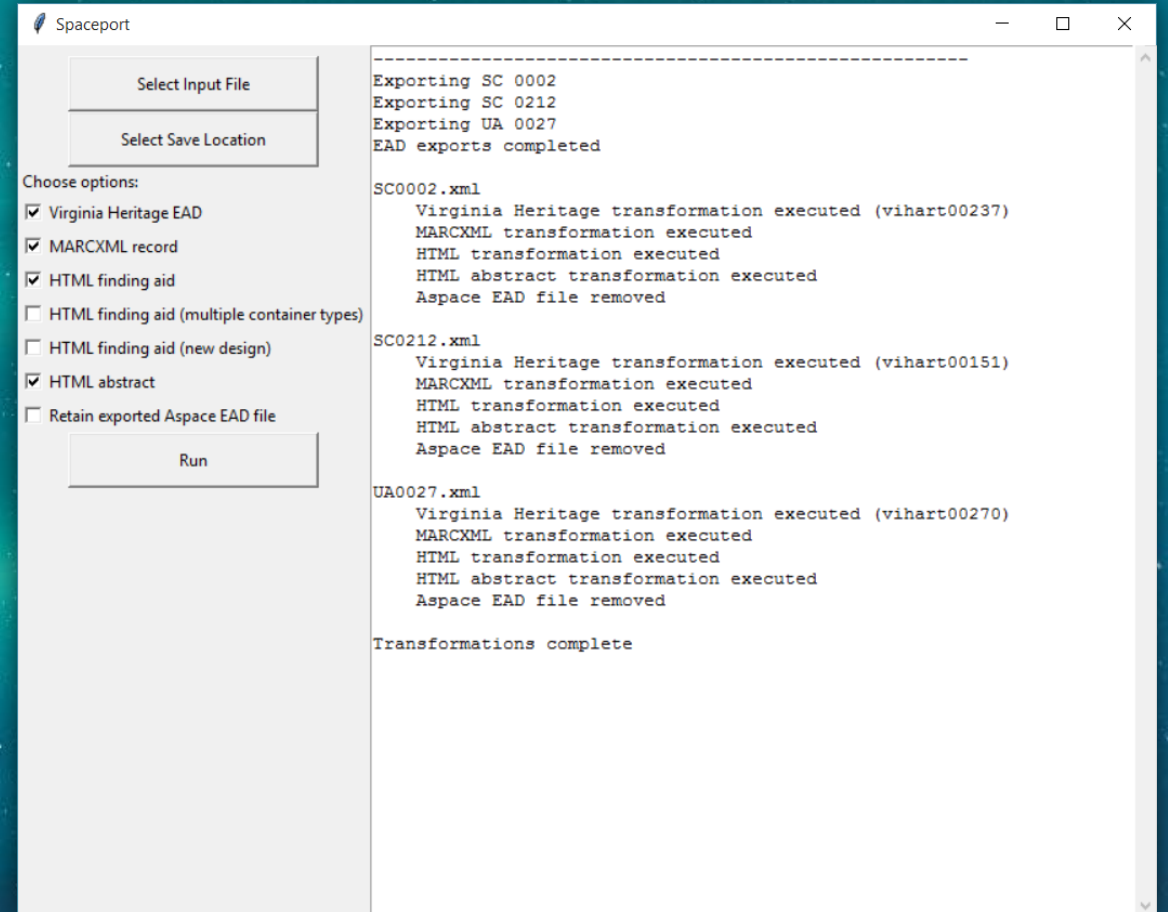 Spaceport
Select Input File
Select Save Location
Choose options:
Virginia Heritage EAD
MARCXML record
HTML finding aid
HTML finding aid (multiple container types)
HTML finding aid (new design)
HTML abstract
Retain exported Aspace EAD file
Run
-------------------------------------------------------
Exporting SC 0002
Exporting SC 0212
Exporting UA 0027
EAD exports completed
SC0002.xml
Virginia Heritage transformation executed (vihart00237)
MARCXML transformation executed
HTML transformation executed
HTML abstract transformation executed
Aspace EAD file removed
SC0212.xml
Virginia Heritage transformation executed (vihart00151)
MARCXML transformation executed
HTML transformation executed
HTML abstract transformation executed
Aspace EAD file removed
UA0027.xml
Virginia Heritage transformation executed (vihart00270)
MARCXML transformation executed
HTML transformation executed
HTML abstract transformation executed
Aspace EAD file removed
Transformations complete